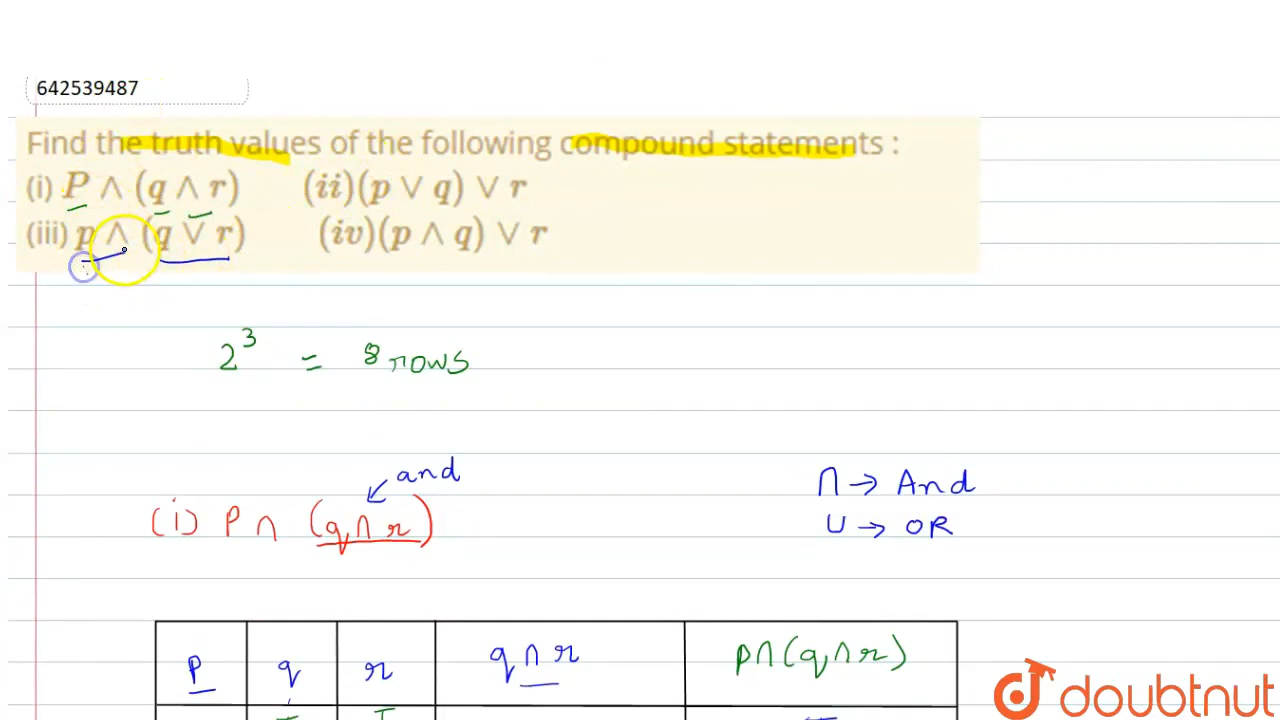 642539487
Find the truth values of the following compound statements :
(i) P ∧ (q ∧ r) (ii)(p ∨ q) ∨ r
(iii) p ∧ (q ∨ r) (iv)(p ∧ q) ∨ r
2³ = 8 rows
and
(i) P ∩ (q ∩ r)
∩ → And
∪ → OR
p q r q ∩ r p∩(q∩r)
T T
doubtnut